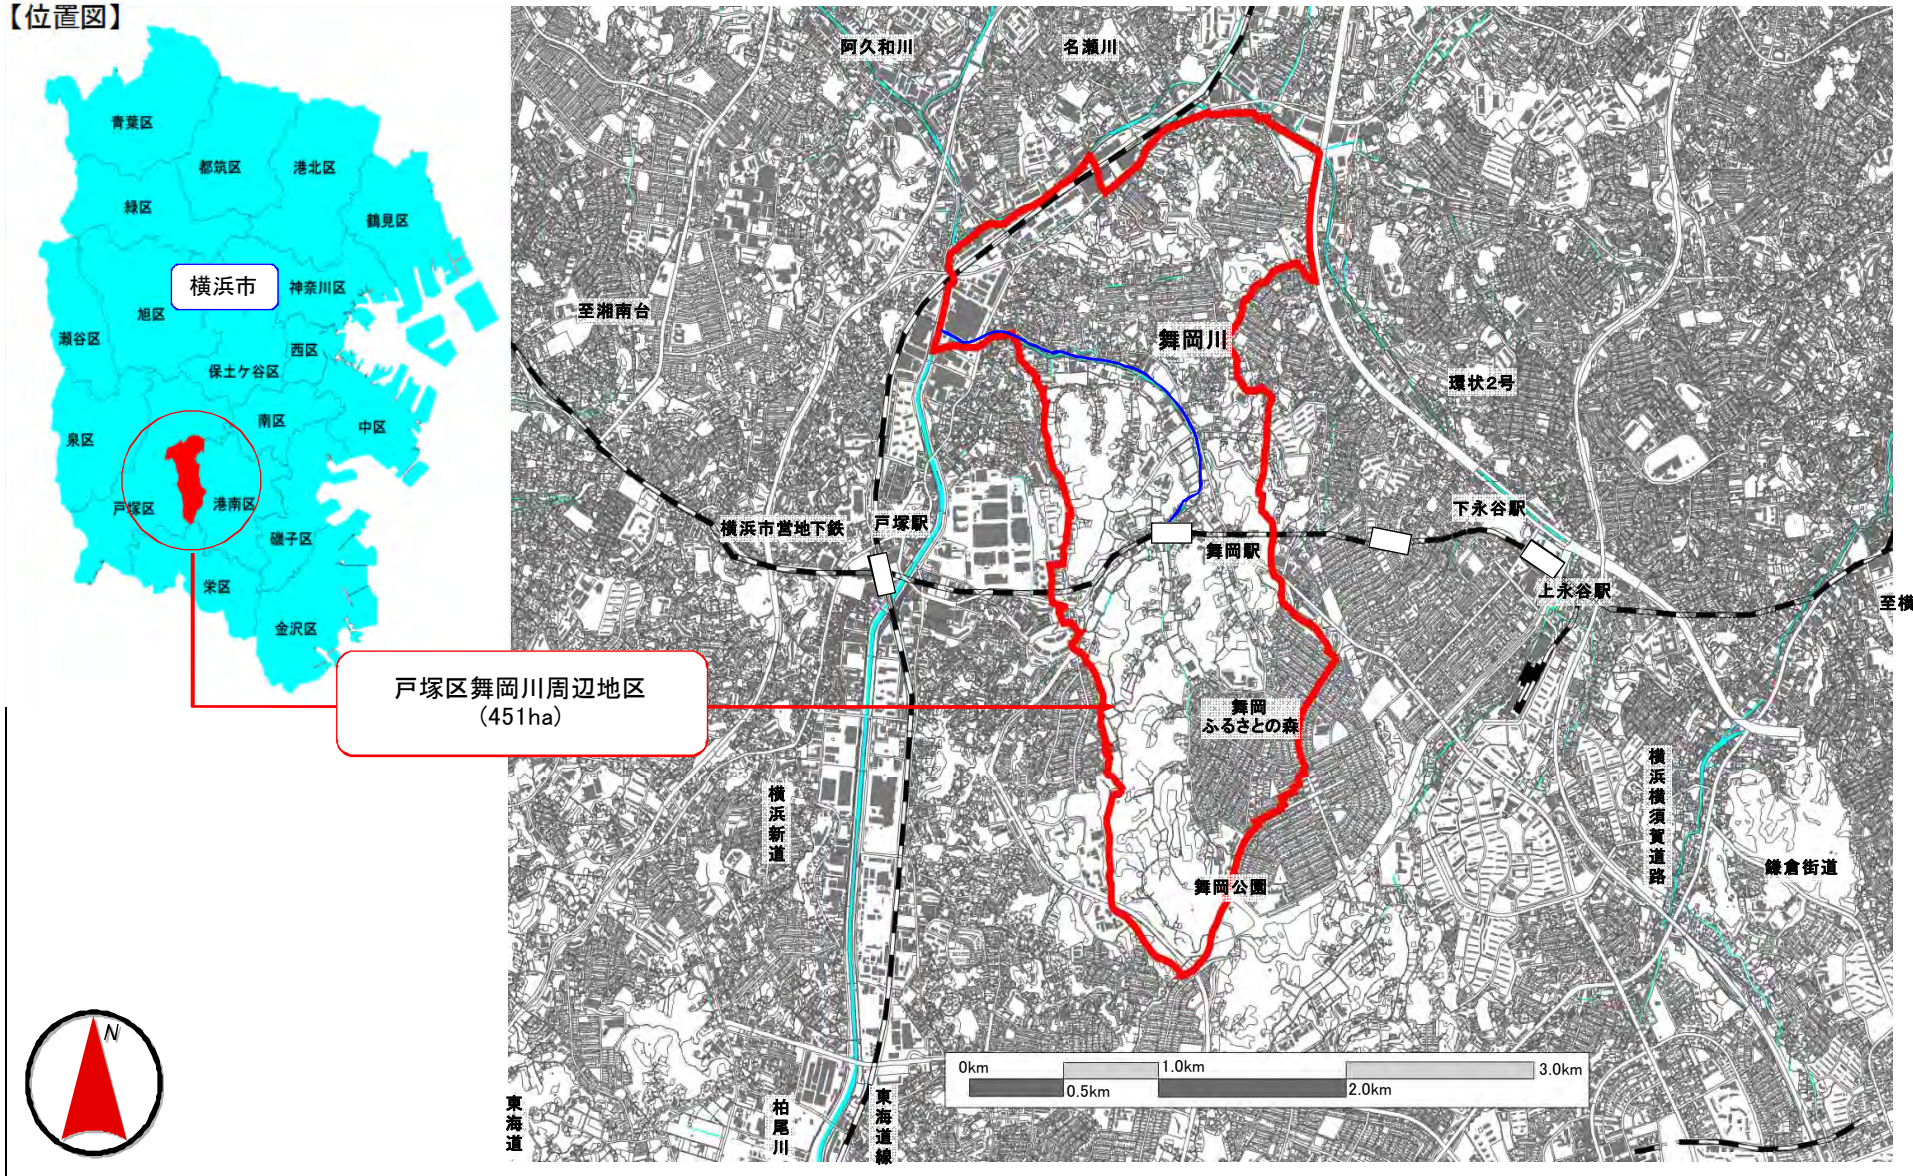 【位置図】
青葉区
都筑区
港北区
緑区
鶴見区
横浜市
神奈川区
旭区
瀬谷区
西区
保土ケ谷区
南区
中区
泉区
戸塚区
港南区
磯子区
栄区
金沢区
戸塚区舞岡川周辺地区
(451ha)
N
阿久和川
名瀬川
至湘南台
舞岡川
環状2号
横浜市営地下鉄
戸塚駅
舞岡駅
下永谷駅
上永谷駅
至横
舞岡
ふるさとの森
横浜新道
横浜横須賀道路
鎌倉街道
舞岡公園
0km
1.0km
3.0km
0.5km
2.0km
東海道
柏尾川
東海道線